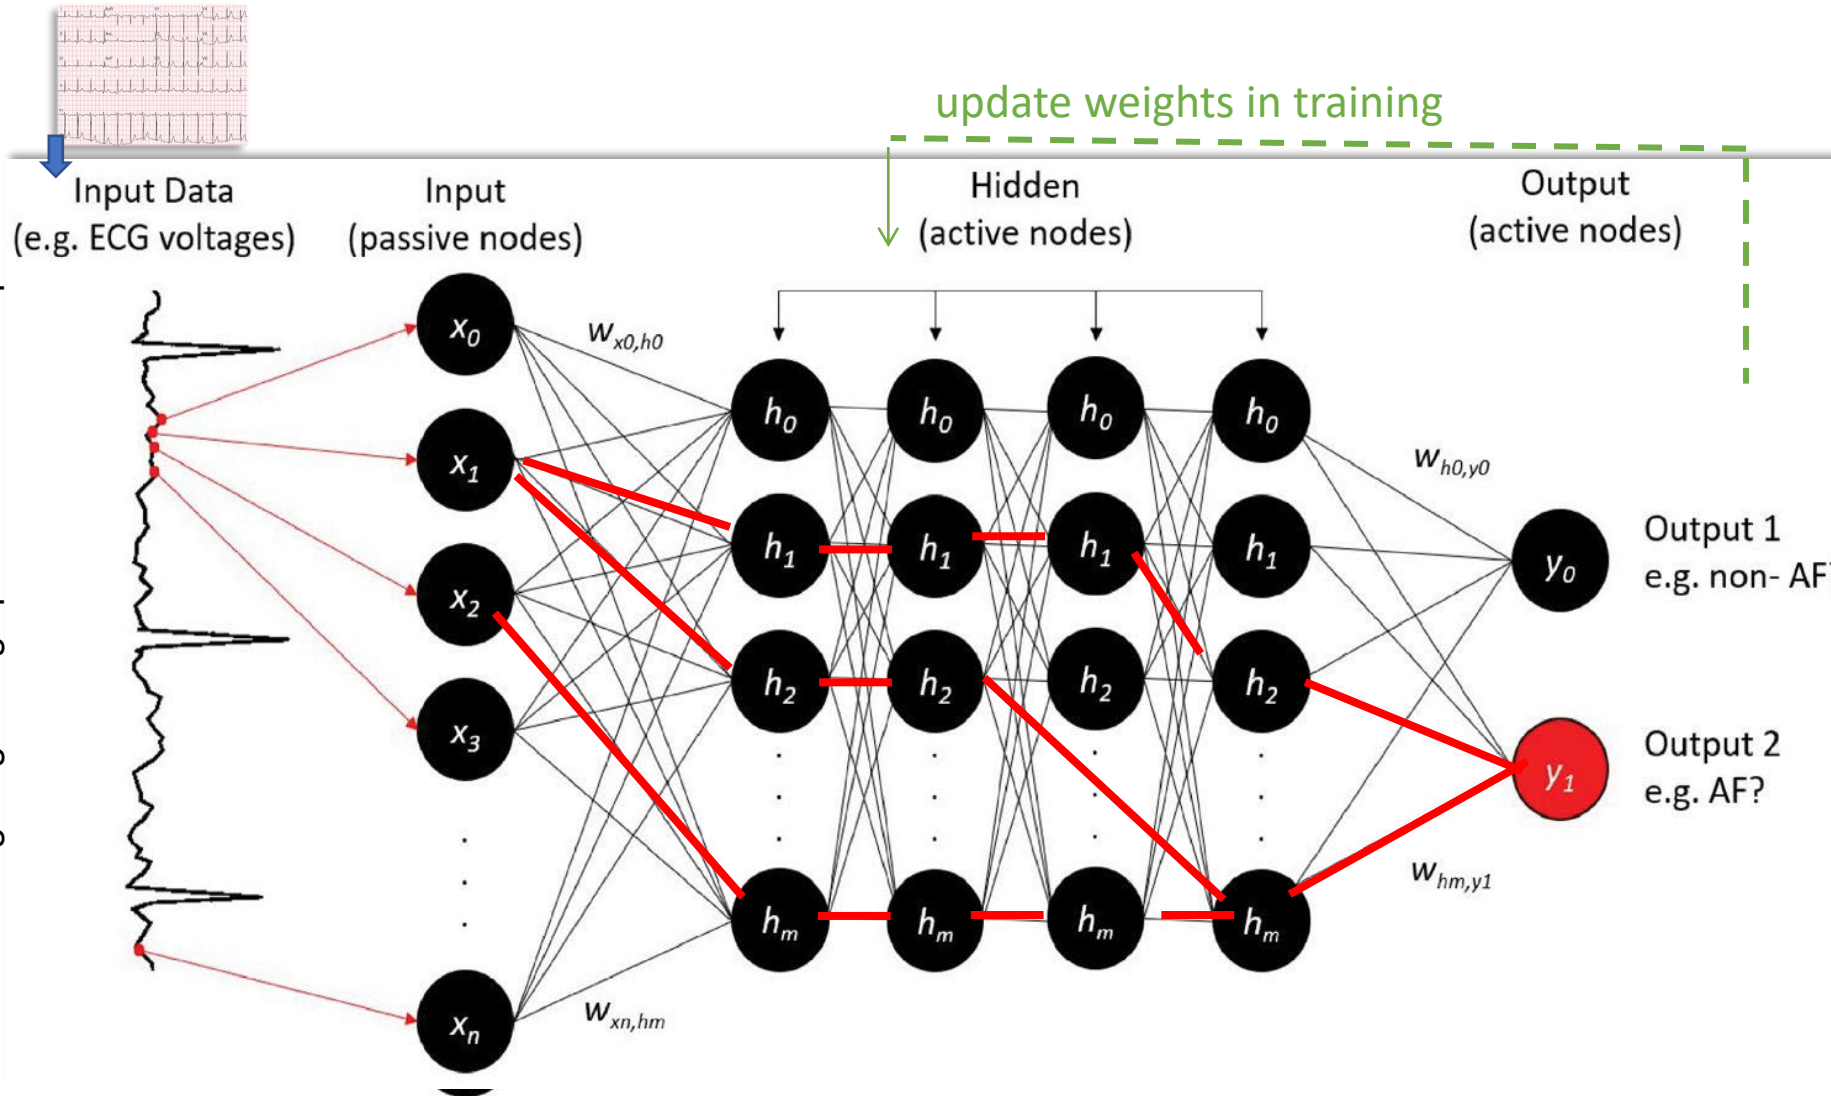 update weights in training
Input Data
(e.g. ECG voltages)
Input
(passive nodes)
Hidden
(active nodes)
Output
(active nodes)
x0
x1
x2
x3
xn
wx0,h0
wxn,hm
h0 h0 h0 h0
h1 h1 h1 h1
h2 h2 h2 h2
hm hm hm hm
wh0,y0
whm,y1
y0
y1
Output 1
e.g. non- AF
Output 2
e.g. AF?